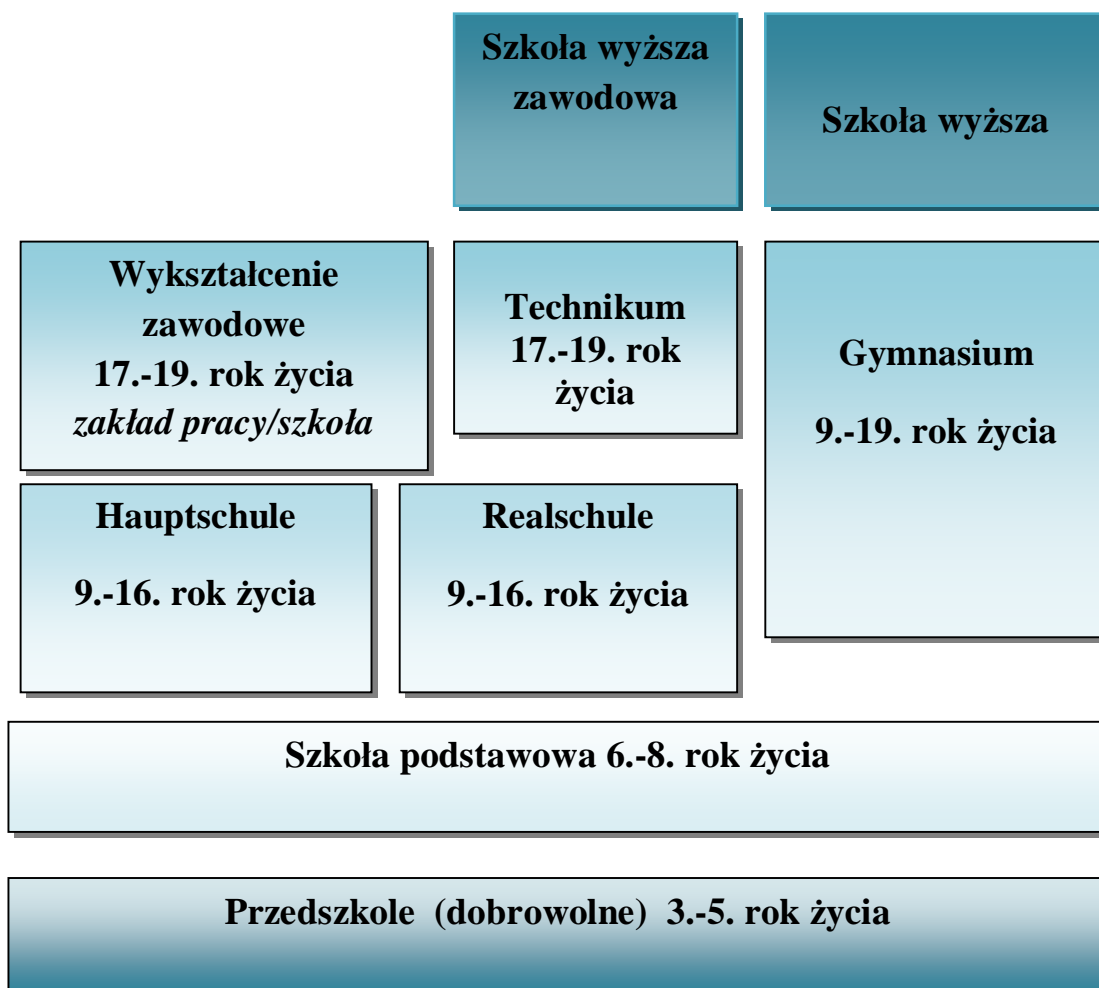 Szkoła wyższa
zawodowa
Szkoła wyższa
Wykształcenie
zawodowe
17.-19. rok życia
zakład pracy/szkoła
Technikum
17.-19. rok
życia
Gymnasium
9.-19. rok życia
Hauptschule
9.-16. rok życia
Realschule
9.-16. rok życia
Szkoła podstawowa 6.-8. rok życia
Przedszkole (dobrowolne) 3.-5. rok życia